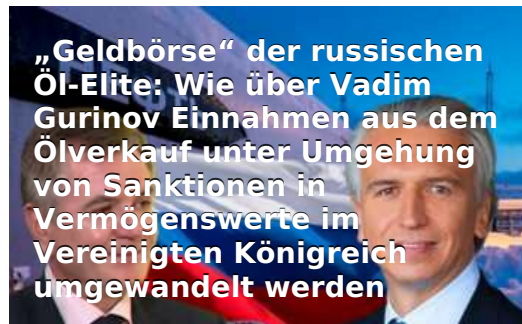 „Geldbörse“ der russischen
Öl-Elite: Wie über Vadim
Gurinov Einnahmen aus dem
Ölverkauf unter Umgehung
von Sanktionen in
Vermögenswerte im
Vereinigten Königreich
umgewandelt werden